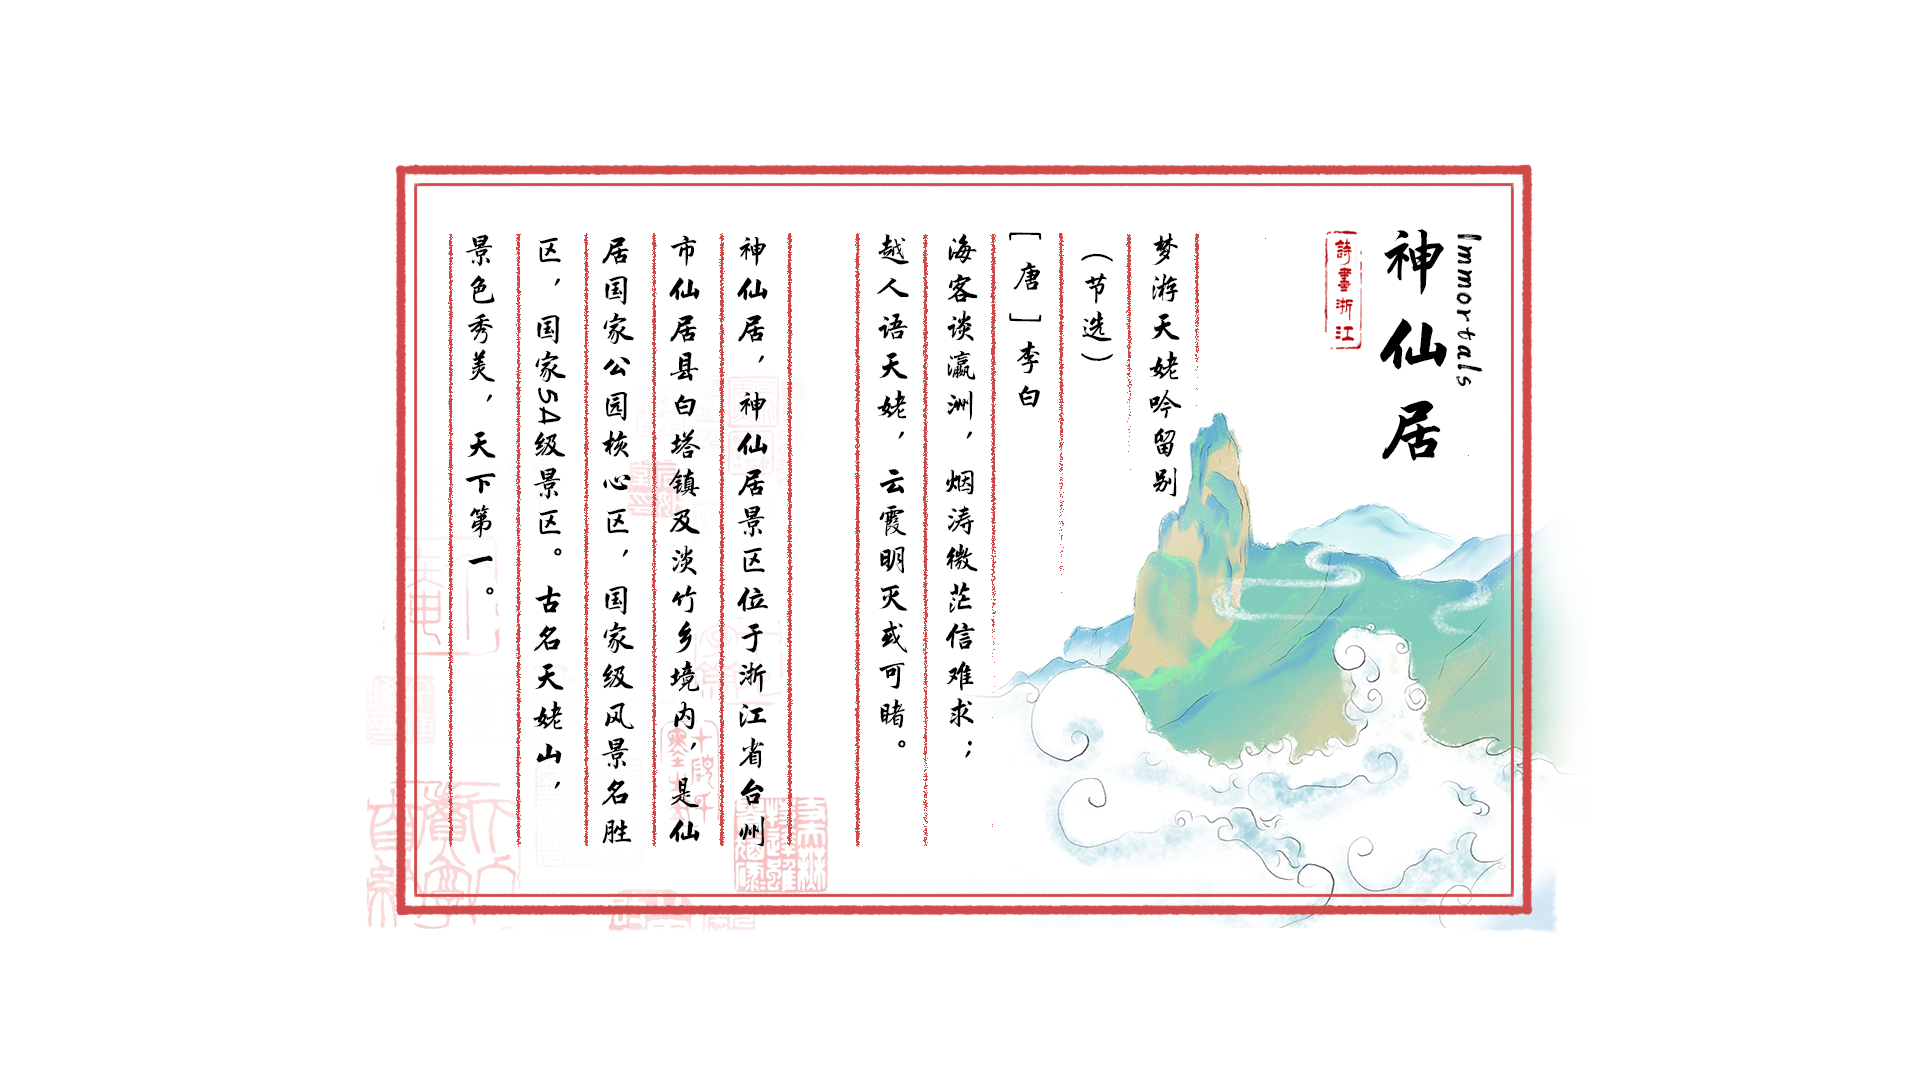 Immortals
神仙居
詩畫浙江
梦游天姥吟留别
（节选）
[唐]李白
海客谈瀛洲，烟涛微茫信难求；
越人语天姥，云霞明灭或可睹。
神仙居，神仙居景区位于浙江省台州
市仙居县白塔镇及淡竹乡境内，是仙
居国家公园核心区，国家级风景名胜
区，国家5A级景区。古名天姥山，
景色秀美，天下第一。